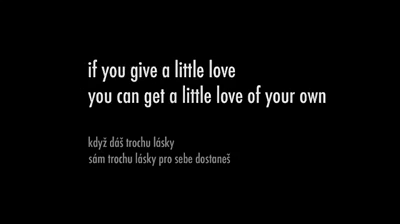 if you give a little love
you can get a little love of your own
když dáš trochu lásky
sám trochu lásky pro sebe dostaneš